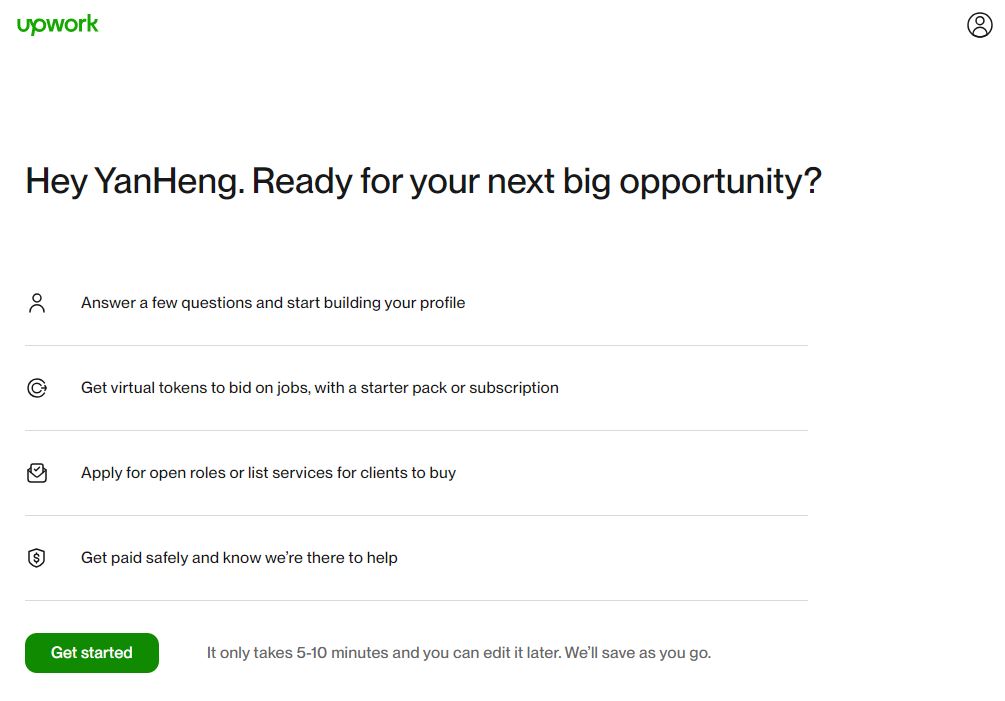 upwork
Hey YanHeng. Ready for your next big opportunity?
Answer a few questions and start building your profile
Get virtual tokens to bid on jobs, with a starter pack or subscription
Apply for open roles or list services for clients to buy
Get paid safely and know we’re there to help
Get started
It only takes 5-10 minutes and you can edit it later. We’ll save as you go.